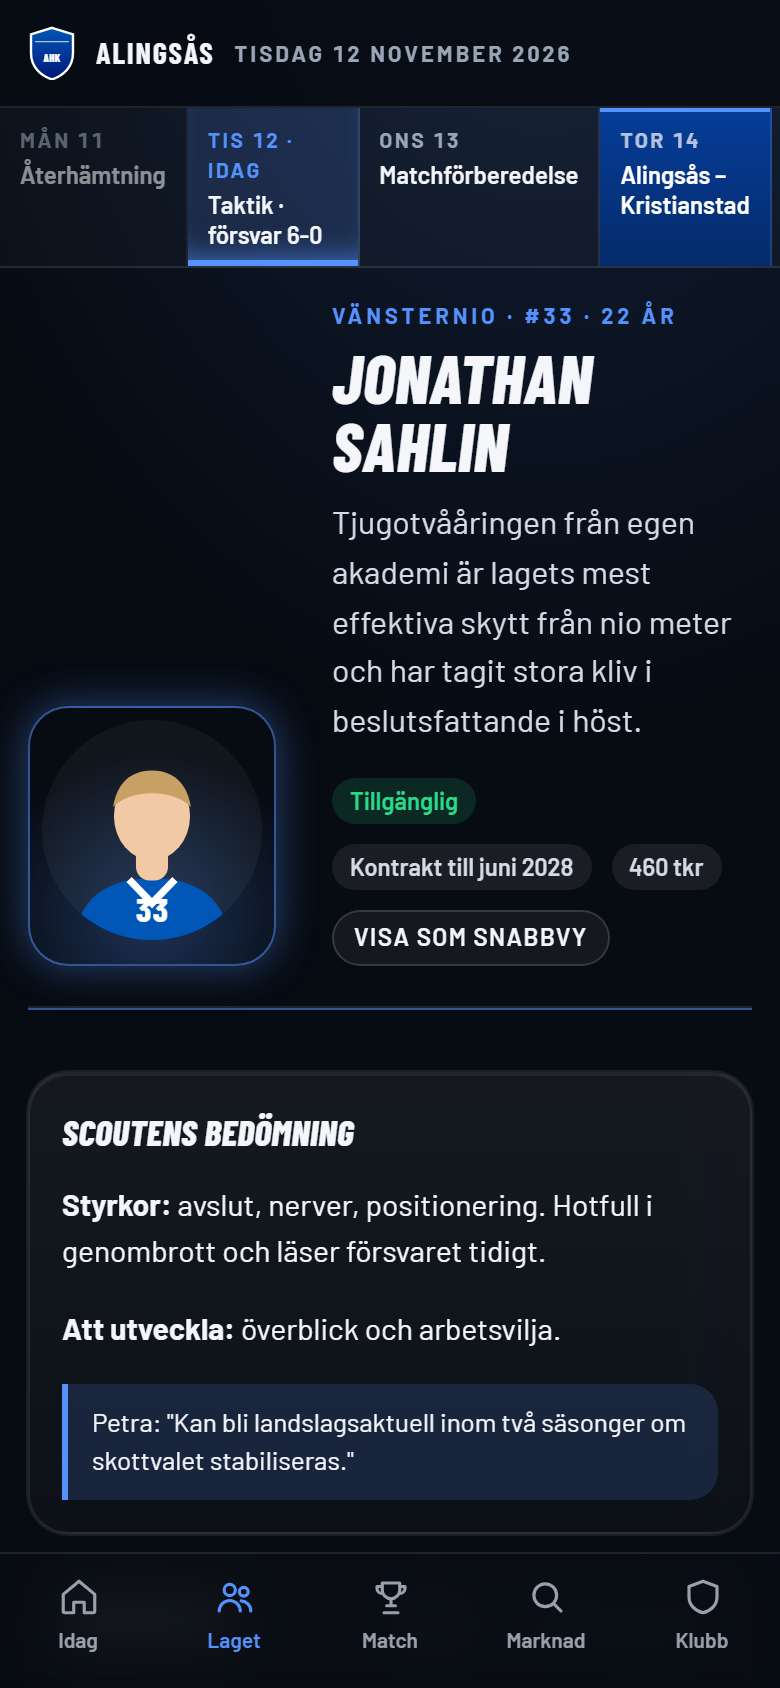 AHK
ALINGSÅS TISDAG 12 NOVEMBER 2026
MÅN 11
Återhämtning
TIS 12 ·
IDAG
Taktik ·
försvar 6-0
ONS 13
Matchförberedelse
TOR 14
Alingsås –
Kristianstad
VÄNSTERNIO · #33 · 22 ÅR
JONATHAN
SAHLIN
Tjugotvååringen från egen
akademi är lagets mest
effektiva skytt från nio meter
och har tagit stora kliv i
beslutsfattande i höst.
33
Tillgänglig
Kontrakt till juni 2028
460 tkr
VISA SOM SNABBVY
SCOUTENS BEDÖMNING
Styrkor: avslut, nerver, positionering. Hotfull i
genombrott och läser försvaret tidigt.
Att utveckla: överblick och arbetsvilja.
Petra: "Kan bli landslagsaktuell inom två säsonger om
skottvalet stabiliseras."
Idag
Laget
Match
Marknad
Klubb